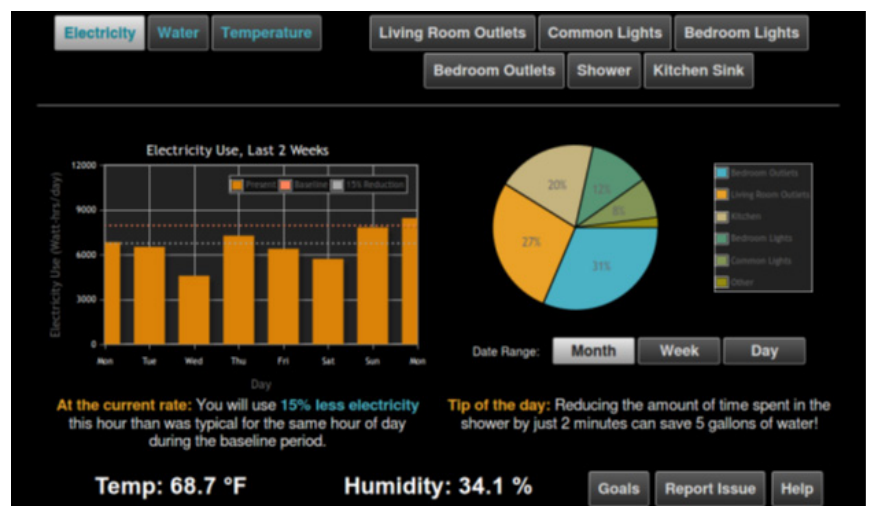 Electricity Water Temperature Living Room Outlets Common Lights Bedroom Lights
Bedroom Outlets Shower Kitchen Sink
Electricity Use, Last 2 Weeks
Electricity Use (Watt-hrs/day)
12000
9000
6000
3000
0
Present Baseline 15% Reduction
Mon Tue Wed Thu Fri Sat Sun Mon
Day
20%
12%
8%
27%
31%
Bedroom Outlets
Living Room Outlets
Kitchen
Bedroom Lights
Common Lights
Other
Date Range: Month Week Day
At the current rate: You will use 15% less electricity
this hour than was typical for the same hour of day
during the baseline period.
Tip of the day: Reducing the amount of time spent in the
shower by just 2 minutes can save 5 gallons of water!
Temp: 68.7 °F Humidity: 34.1 % Goals Report Issue Help